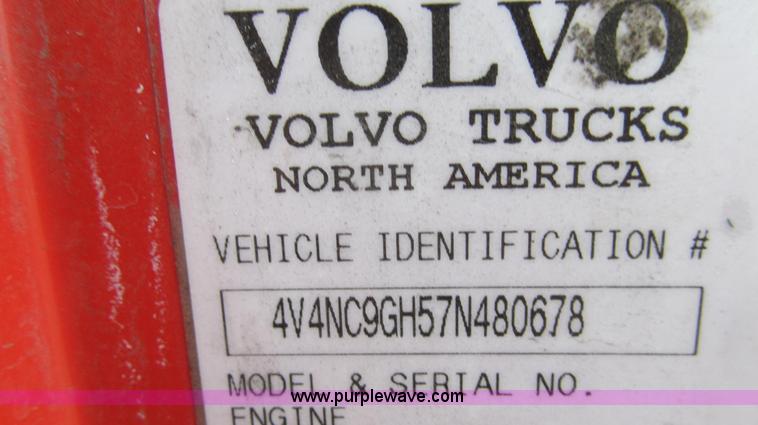 VOLVO
VOLVO TRUCKS
NORTH AMERICA
VEHICLE IDENTIFICATION #
4V4NC9GH57N480678
MODEL & SERIAL NO.
www.purplewave.com
ENGINE